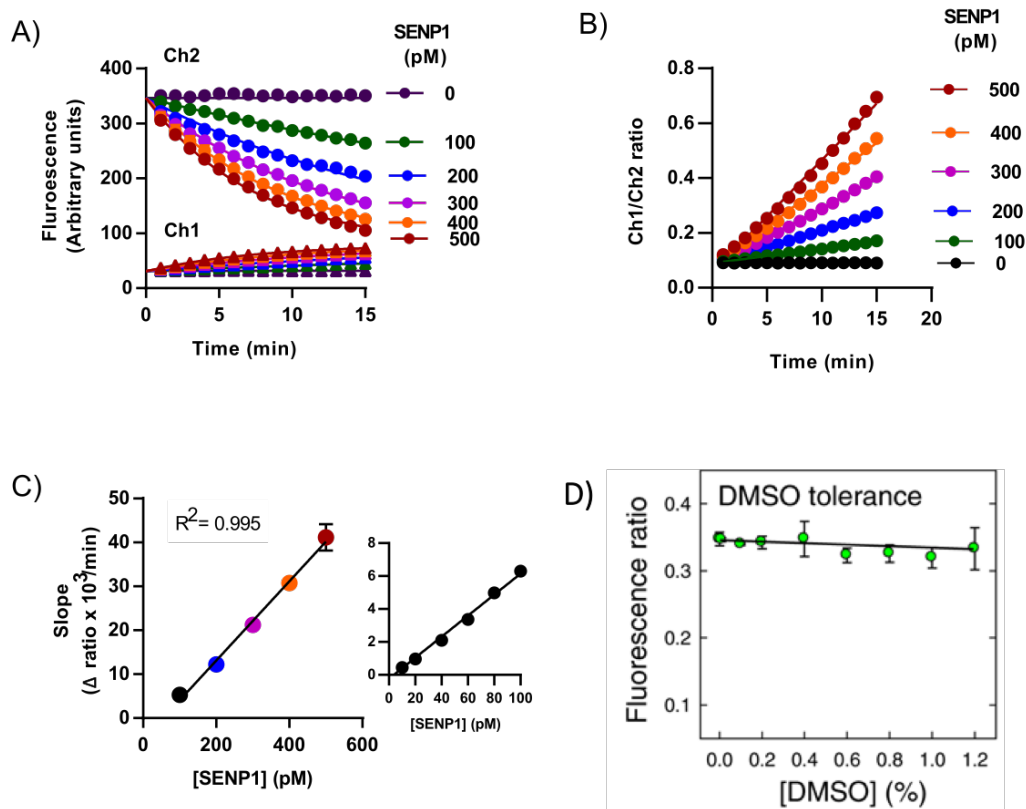 A)
Ch2
SENP1
(pM)
400
300
200
100
0
Fluroescence
(Arbitrary units)
Ch1
0
100
200
300
400
500
0
5
10
15
Time (min)
B)
SENP1
(pM)
0.8
0.6
0.4
0.2
0.0
Ch1/Ch2 ratio
500
400
300
200
100
0
0
5
10
15
20
Time (min)
C)
R2= 0.995
50
40
30
20
10
0
Slope
(Δ ratio x 103/min)
0
200
400
600
[SENP1] (pM)
8
6
4
2
0
0
20
40
60
80
100
[SENP1] (pM)
D)
DMSO tolerance
0.4
0.3
0.2
0.1
Fluorescence ratio
0.0
0.2
0.4
0.6
0.8
1.0
1.2
[DMSO] (%)